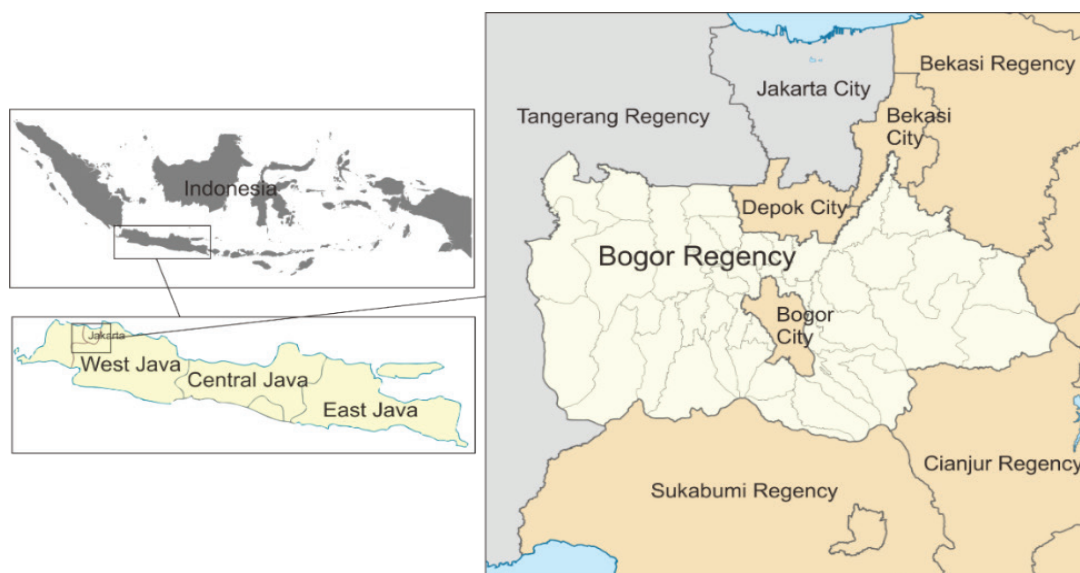 Indonesia
Jakarta
West Java
Central Java
East Java
Bekasi Regency
Jakarta City
Tangerang Regency
Bekasi
City
Depok City
Bogor Regency
Bogor
City
Cianjur Regency
Sukabumi Regency